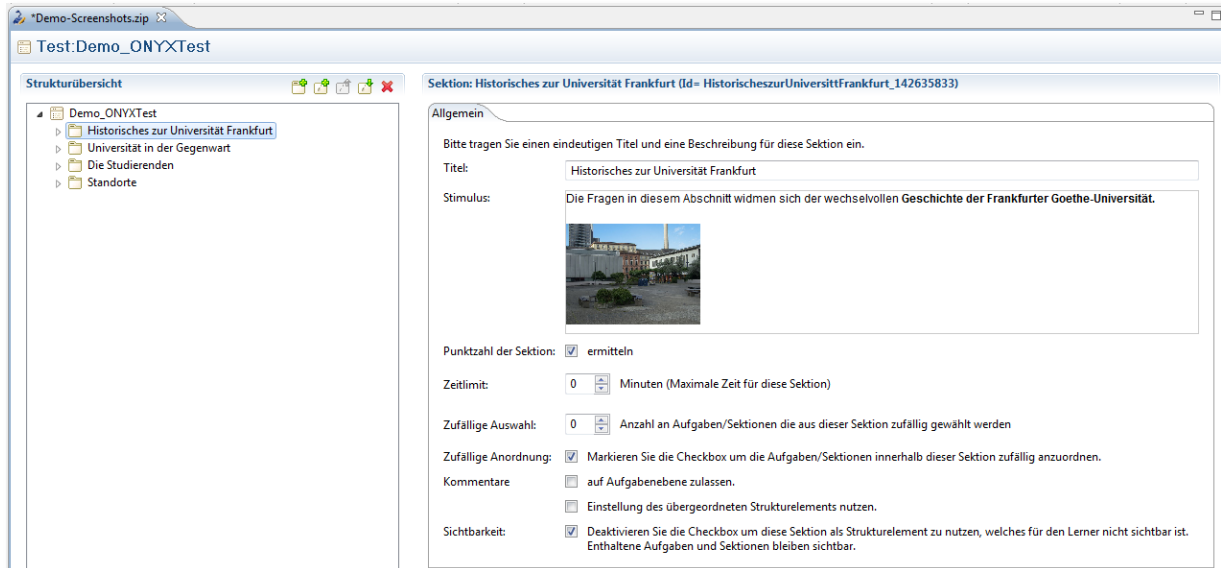 *Demo-Screenshots.zip
Test:Demo_ONYXTest
Strukturübersicht
Demo_ONYXTest
Historisches zur Universität Frankfurt
Universität in der Gegenwart
Die Studierenden
Standorte
Sektion: Historisches zur Universität Frankfurt (Id= HistorischeszurUniversittFrankfurt_142635833)
Allgemein
Bitte tragen Sie einen eindeutigen Titel und eine Beschreibung für diese Sektion ein.
Titel: Historisches zur Universität Frankfurt
Stimulus: Die Fragen in diesem Abschnitt widmen sich der wechselvollen Geschichte der Frankfurter Goethe-Universität.
Punktzahl der Sektion: ermitteln
Zeitlimit: 0 Minuten (Maximale Zeit für diese Sektion)
Zufällige Auswahl: 0 Anzahl an Aufgaben/Sektionen die aus dieser Sektion zufällig gewählt werden
Zufällige Anordnung: Markieren Sie die Checkbox um die Aufgaben/Sektionen innerhalb dieser Sektion zufällig anzuordnen.
Kommentare auf Aufgabenebene zulassen.
Einstellung des übergeordneten Strukturelements nutzen.
Sichtbarkeit: Deaktivieren Sie die Checkbox um diese Sektion als Strukturelement zu nutzen, welches für den Lerner nicht sichtbar ist.
Enthaltene Aufgaben und Sektionen bleiben sichtbar.